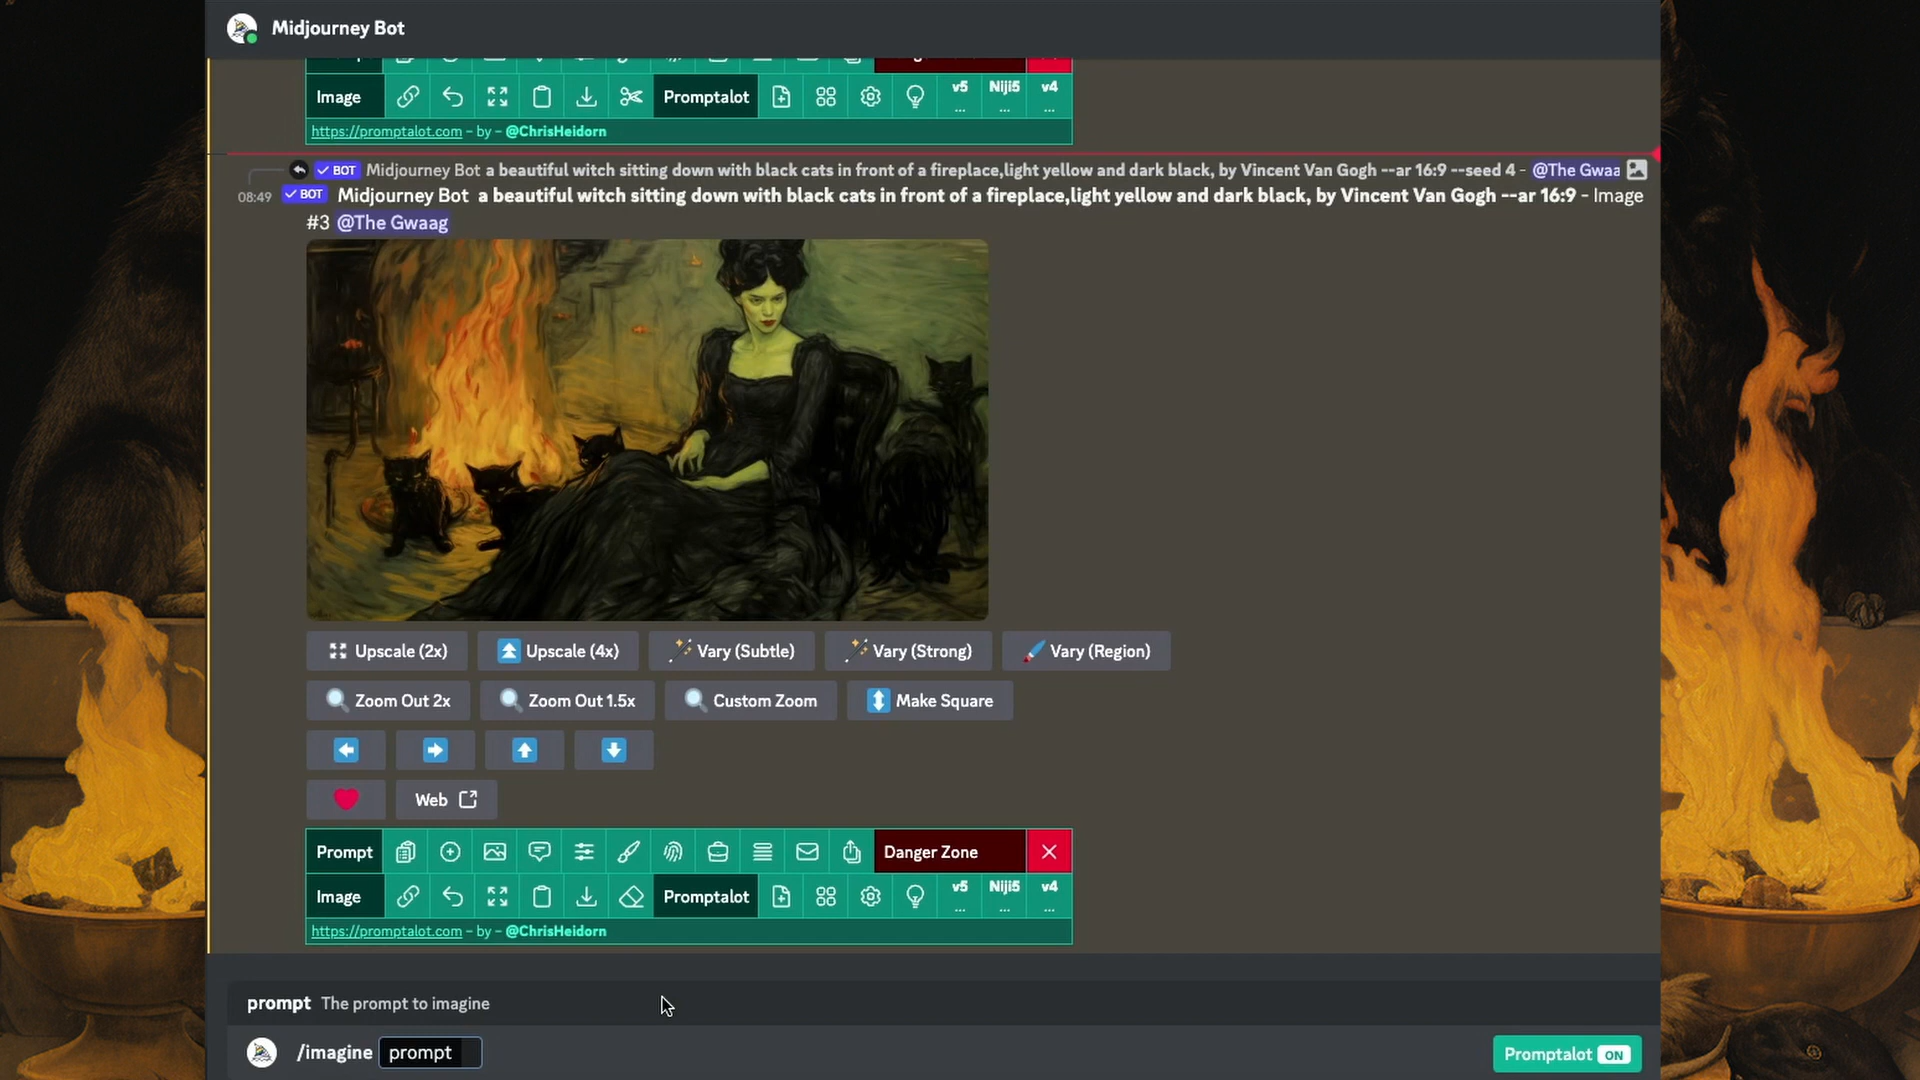 Midjourney Bot
Image Promptalot v5 ... Niji5 ... v4 ...
https://promptalot.com - by - @ChrisHeidorn
BOT Midjourney Bot a beautiful witch sitting down with black cats in front of a fireplace,light yellow and dark black, by Vincent Van Gogh --ar 16:9 --seed 4 - @The Gwaa
08:49 BOT Midjourney Bot a beautiful witch sitting down with black cats in front of a fireplace,light yellow and dark black, by Vincent Van Gogh --ar 16:9 - Image
#3 @The Gwaag
Upscale (2x) Upscale (4x) Vary (Subtle) Vary (Strong) Vary (Region)
Zoom Out 2x Zoom Out 1.5x Custom Zoom Make Square
Web
Prompt Danger Zone
Image Promptalot v5 ... Niji5 ... v4 ...
https://promptalot.com - by - @ChrisHeidorn
prompt The prompt to imagine
/imagine prompt Promptalot ON